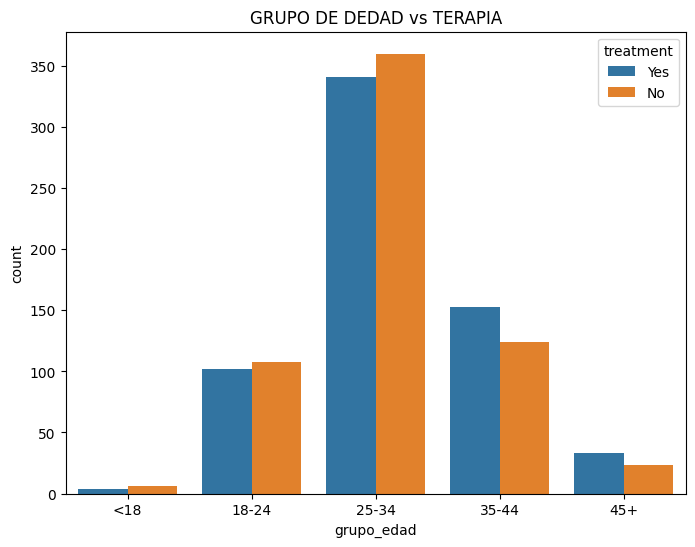 GRUPO DE DEDAD vs TERAPIA
treatment
Yes
No
350
300
250
200
150
100
50
0
count
<18 18-24 25-34 35-44 45+
grupo_edad